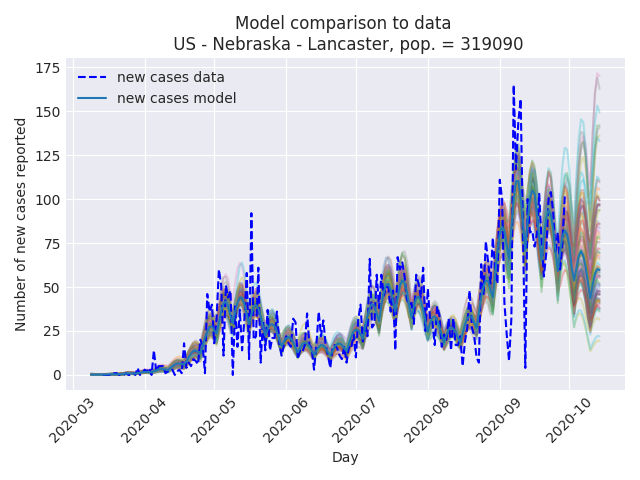 Model comparison to data
US - Nebraska - Lancaster, pop. = 319090
new cases data
new cases model
Number of new cases reported
175
150
125
100
75
50
25
0
2020-03
2020-04
2020-05
2020-06
2020-07
2020-08
2020-09
2020-10
Day